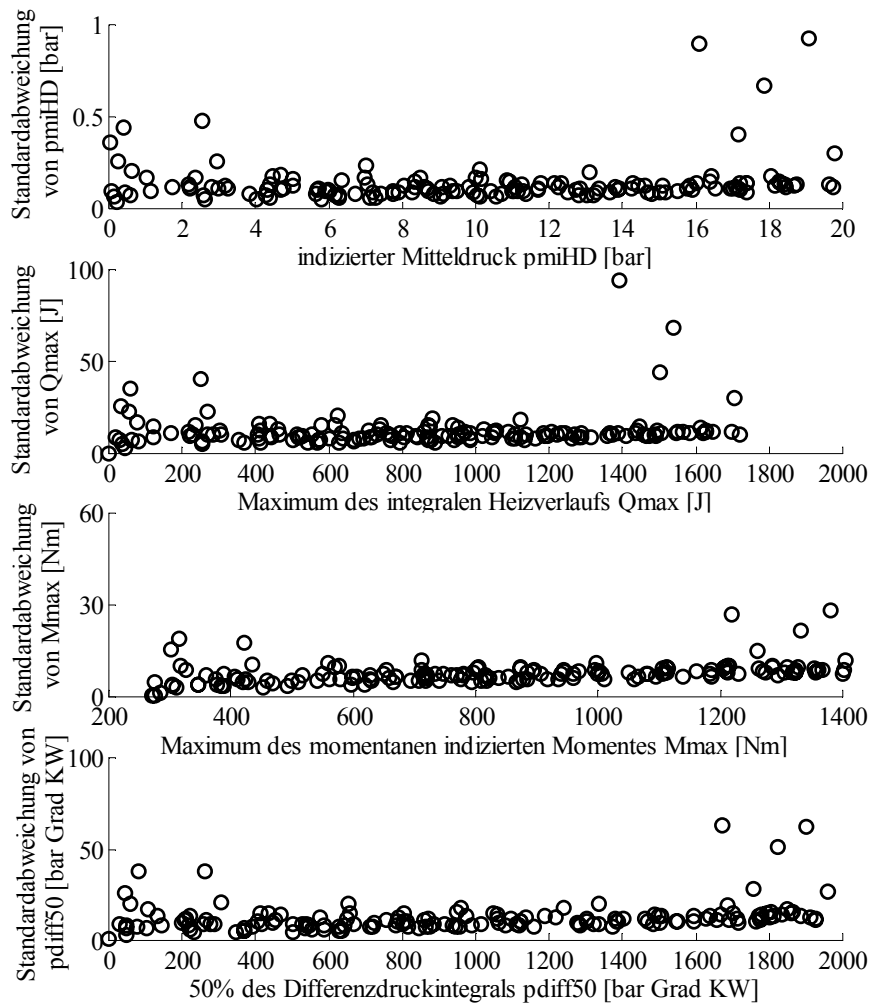 Standardabweichung
von pmiHD [bar]
1
0.5
0
0 2 4 6 8 10 12 14 16 18 20
indizierter Mitteldruck pmiHD [bar]
Standardabweichung
von Qmax [J]
100
50
0
0 200 400 600 800 1000 1200 1400 1600 1800 2000
Maximum des integralen Heizverlaufs Qmax [J]
Standardabweichung
von Mmax [Nm]
60
30
0
200 400 600 800 1000 1200 1400
Maximum des momentanen indizierten Momentes Mmax [Nm]
Standardabweichung von
pdiff50 [bar Grad KW]
100
50
0
0 200 400 600 800 1000 1200 1400 1600 1800 2000
50% des Differenzdruckintegrals pdiff50 [bar Grad KW]